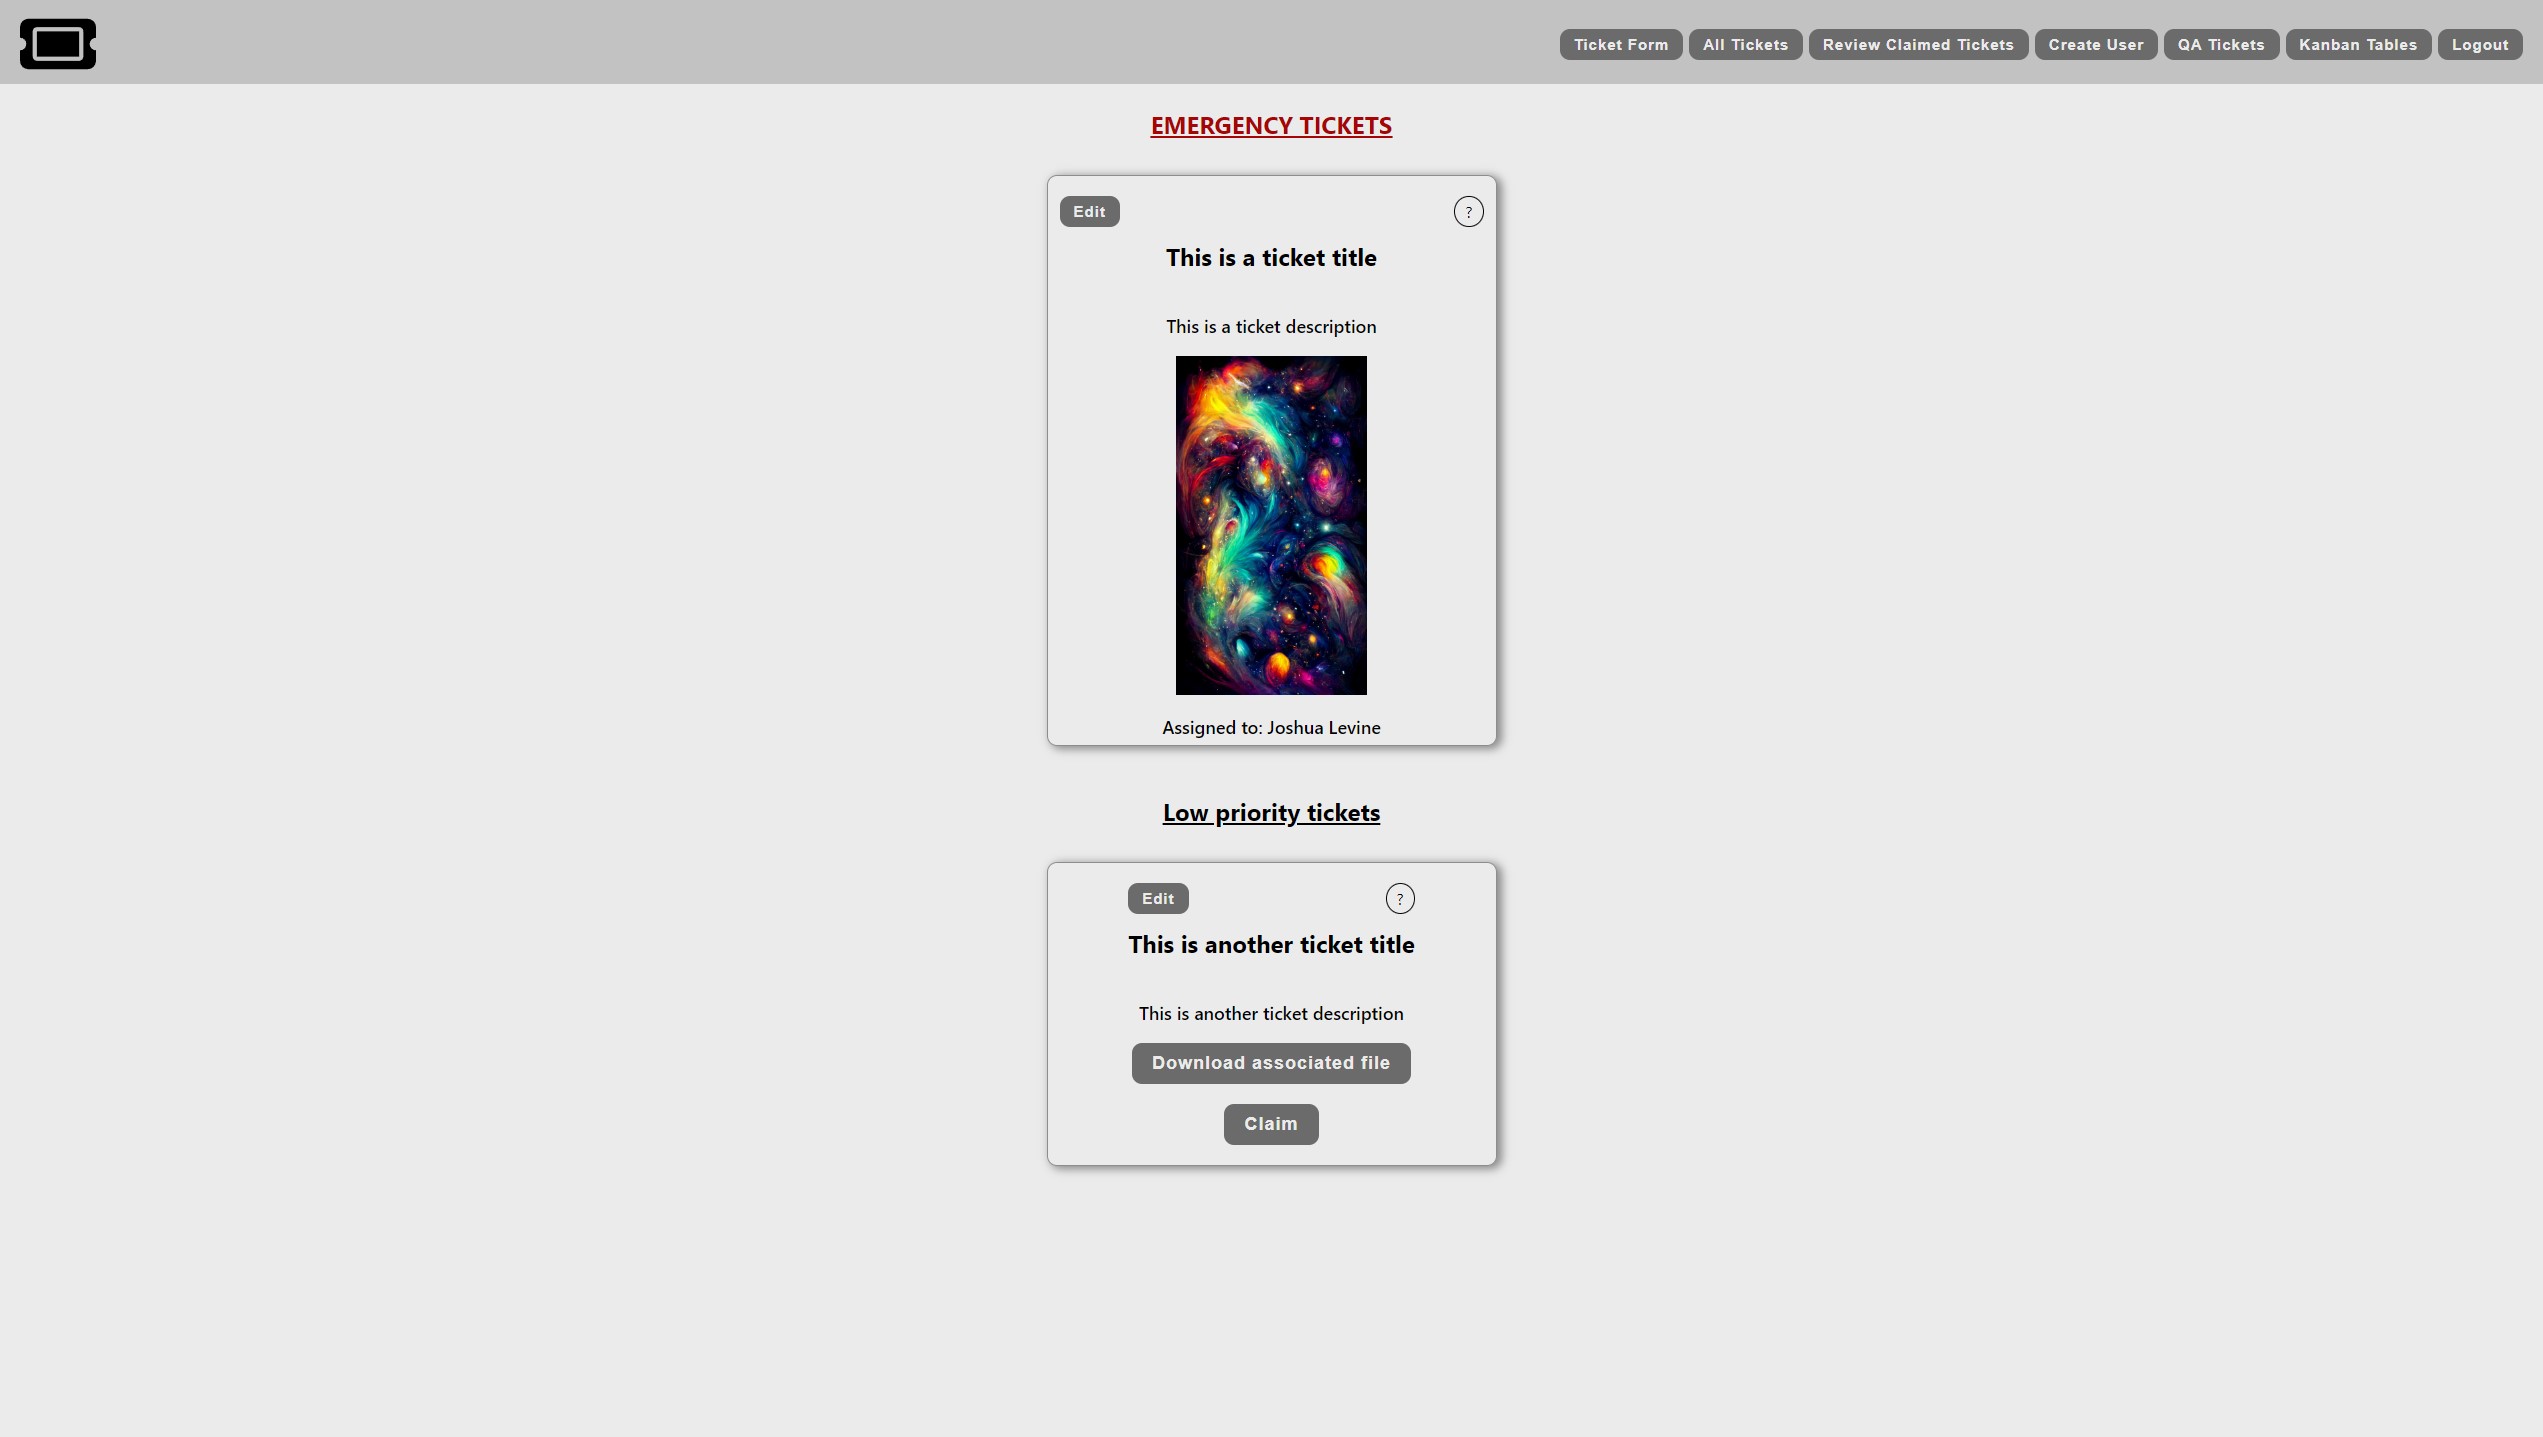 Ticket Form All Tickets Review Claimed Tickets Create User QA Tickets Kanban Tables Logout
EMERGENCY TICKETS
Edit ?
This is a ticket title
This is a ticket description
Assigned to: Joshua Levine
Low priority tickets
Edit ?
This is another ticket title
This is another ticket description
Download associated file
Claim